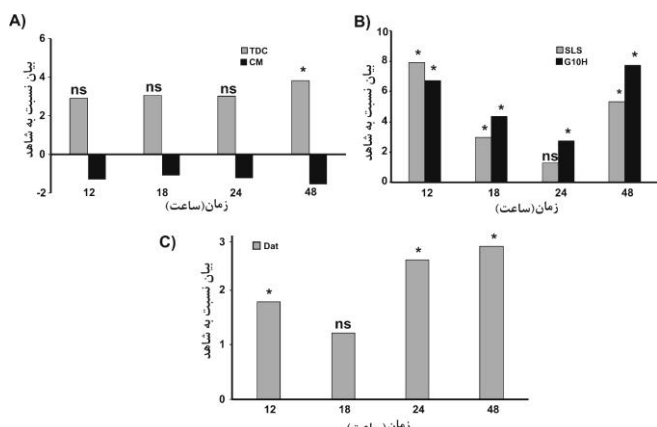 A)
6
4
2
0
-2
TDC
CM
ns
ns
ns
*
12
18
24
48
زمان(ساعت)
بیان نسبت به شاهد
B)
10
8
6
4
2
0
SLS
G10H
*
*
*
*
ns
*
*
*
12
18
24
48
زمان(ساعت)
بیان نسبت به شاهد
C)
3
2
1
0
Dat
*
ns
*
*
12
18
24
48
زمان(ساعت)
بیان نسبت به شاهد